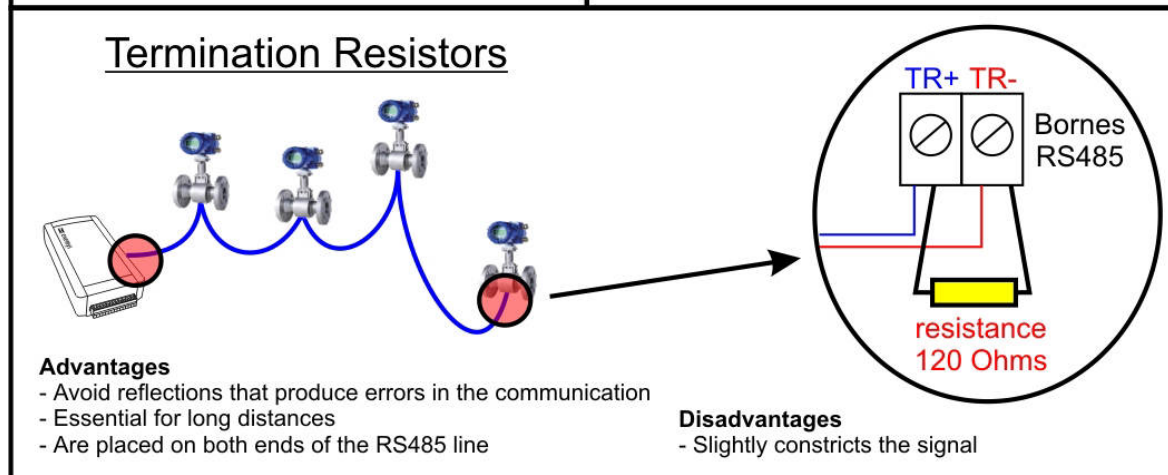 Termination Resistors
TR+ TR-
Bornes
RS485
resistance
120 Ohms
Advantages
- Avoid reflections that produce errors in the communication
- Essential for long distances
- Are placed on both ends of the RS485 line
Disadvantages
- Slightly constricts the signal